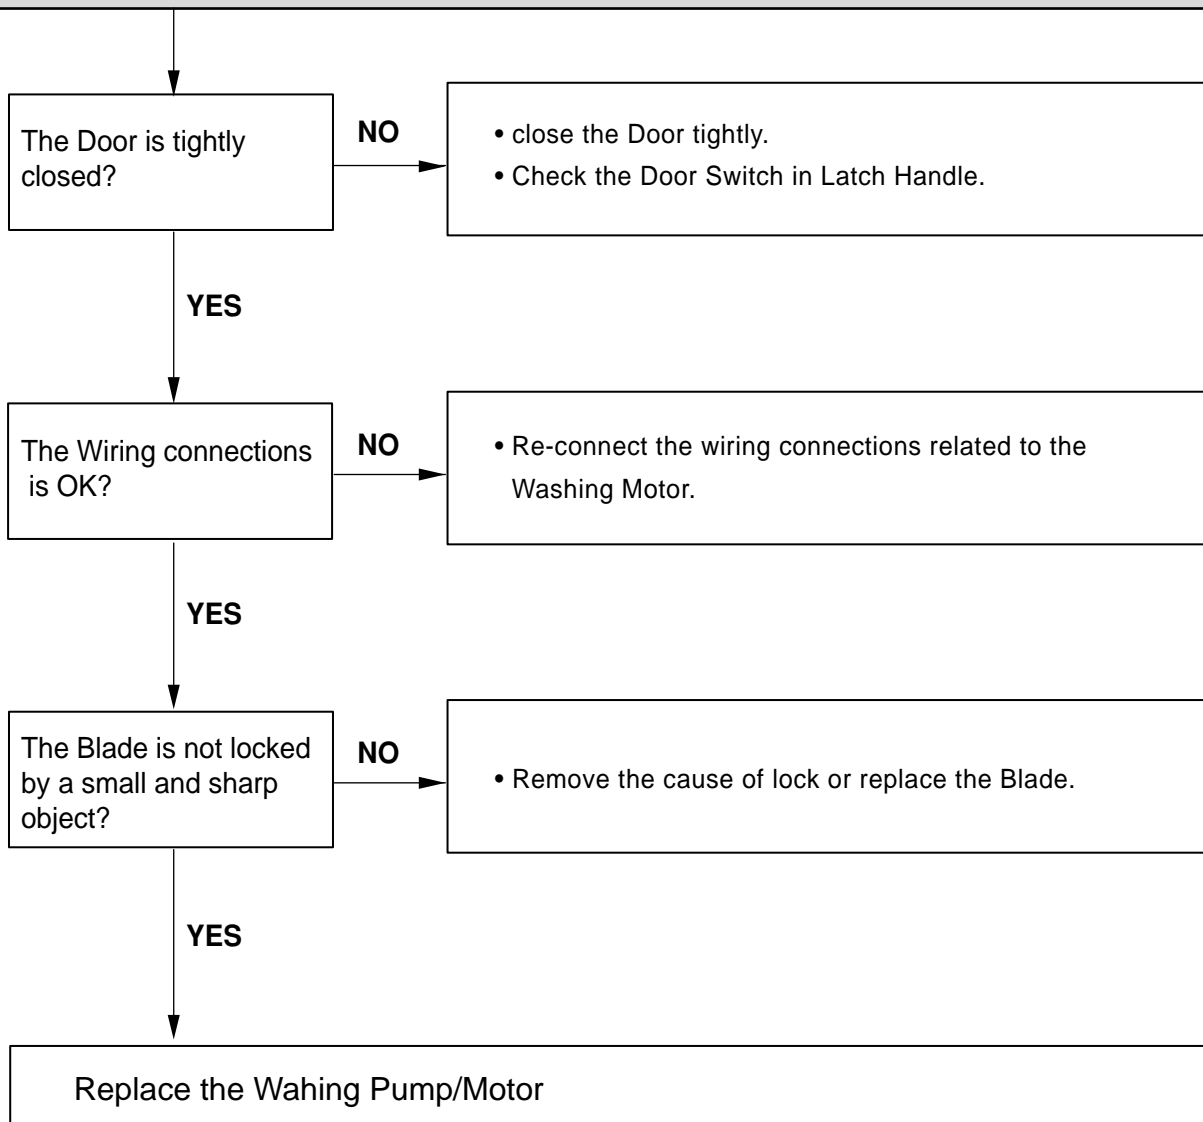 The Door is tightly
closed?
NO
• close the Door tightly.
• Check the Door Switch in Latch Handle.
YES
The Wiring connections
is OK?
NO
• Re-connect the wiring connections related to the
Washing Motor.
YES
The Blade is not locked
by a small and sharp
object?
NO
• Remove the cause of lock or replace the Blade.
YES
Replace the Wahing Pump/Motor